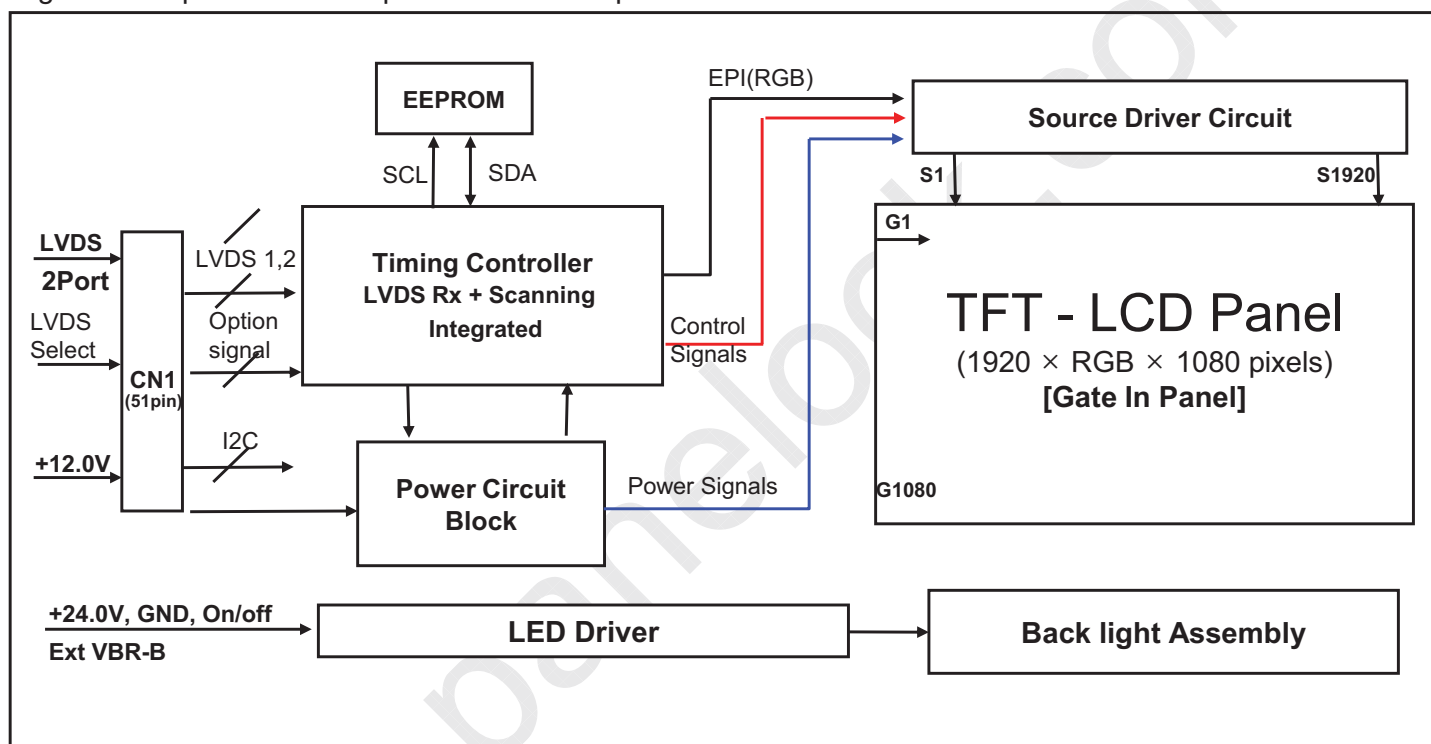 EEPROM
EPI(RGB)
Source Driver Circuit
SCL
SDA
S1
S1920
LVDS
2Port
LVDS
Select
+12.0V
CN1
(51pin)
LVDS 1,2
Option
signal
I2C
Timing Controller
LVDS Rx + Scanning
Integrated
Control
Signals
Power Circuit
Block
Power Signals
G1
TFT - LCD Panel
(1920 × RGB × 1080 pixels)
[Gate In Panel]
G1080
+24.0V, GND, On/off
Ext VBR-B
LED Driver
Back light Assembly